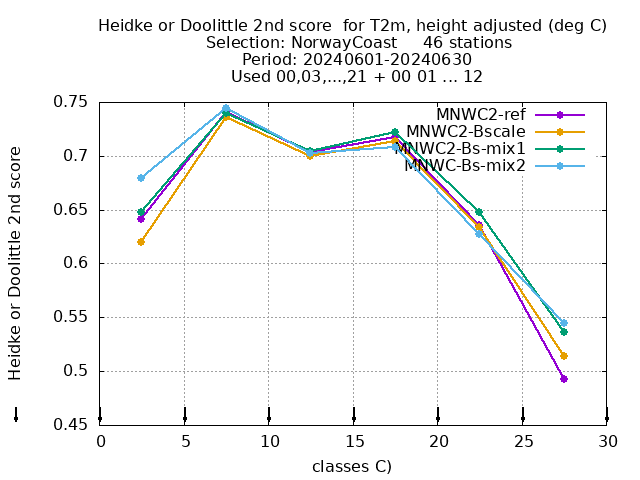 Heidke or Doolittle 2nd score  for T2m, height adjusted (deg C)
Selection: NorwayCoast     46 stations
Period: 20240601-20240630
Used 00,03,...,21 + 00 01 ... 12
MNWC2-ref
MNWC2-Bscale
MNWC2-Bs-mix1
MNWC-Bs-mix2
Heidke or Doolittle 2nd score
0.75
0.7
0.65
0.6
0.55
0.5
0.45
0 5 10 15 20 25 30
classes C)